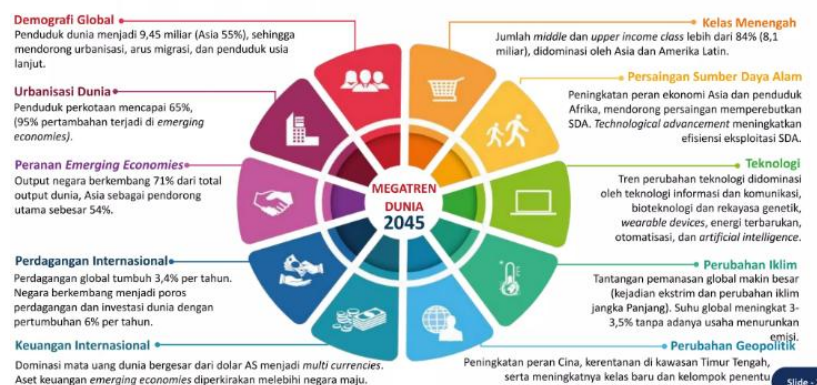 Demografi Global
Penduduk dunia menjadi 9,45 miliar (Asia 55%), sehingga
mendorong urbanisasi, arus migrasi, dan penduduk usia
lanjut.
Urbanisasi Dunia
Penduduk perkotaan mencapai 65%,
(95% pertambahan terjadi di emerging
economies).
Peranan Emerging Economies
Output negara berkembang 71% dari total
output dunia, Asia sebagai pendorong
utama sebesar 54%.
Perdagangan Internasional
Perdagangan global tumbuh 3,4% per tahun.
Negara berkembang menjadi poros
perdagangan dan investasi dunia dengan
pertumbuhan 6% per tahun.
Keuangan Internasional
Dominasi mata uang dunia bergeser dari dolar AS menjadi multi currencies.
Aset keuangan emerging economies diperkirakan melebihi negara maju.
MEGATREN
DUNIA
2045
Kelas Menengah
Jumlah middle dan upper income class lebih dari 84% (8,1
miliar), didominasi oleh Asia dan Amerika Latin.
Persaingan Sumber Daya Alam
Peningkatan peran ekonomi Asia dan penduduk
Afrika, mendorong persaingan memperebutkan
SDA. Technological advancement meningkatkan
efisiensi eksploitasi SDA.
Teknologi
Tren perubahan teknologi didominasi
oleh teknologi informasi dan komunikasi,
bioteknologi dan rekayasa genetik,
wearable devices, energi terbarukan,
otomatisasi, dan artificial intelligence.
Perubahan Iklim
Tantangan pemanasan global makin besar
(kejadian ekstrim dan perubahan iklim
jangka Panjang). Suhu global meningkat 3-
3,5% tanpa adanya usaha menurunkan
emisi.
Perubahan Geopolitik
Peningkatan peran Cina, kerentanan di kawasan Timur Tengah,
serta meningkatnya kelas baru dan kelompok penentu
Slide -